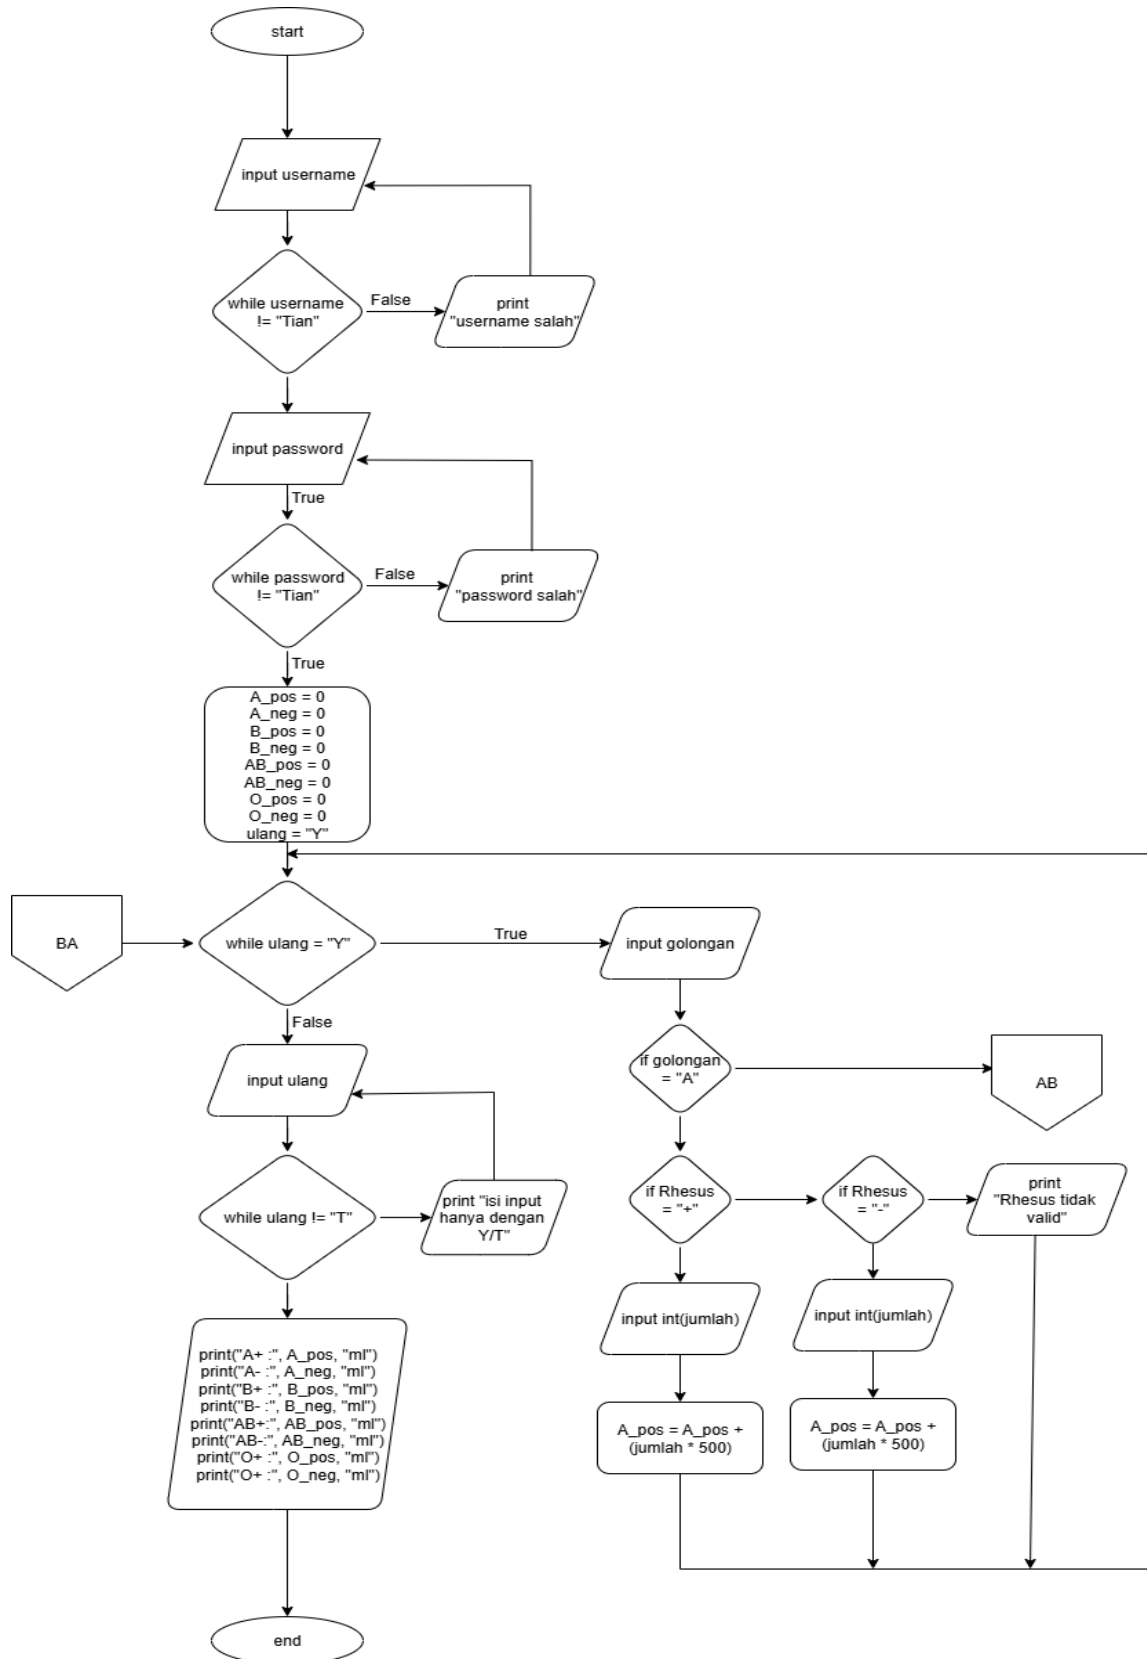 start
input username
while username
!= "Tian"
False
print
"username salah"
input password
True
while password
!= "Tian"
False
print
"password salah"
True
A_pos = 0
A_neg = 0
B_pos = 0
B_neg = 0
AB_pos = 0
AB_neg = 0
O_pos = 0
O_neg = 0
ulang = "Y"
BA
while ulang = "Y"
True
input golongan
False
input ulang
if golongan
= "A"
AB
while ulang != "T"
print "isi input
hanya dengan
Y/T"
if Rhesus
= "+"
if Rhesus
= "-"
print
"Rhesus tidak
valid"
input int(jumlah)
input int(jumlah)
print("A+ :", A_pos, "ml")
print("A- :", A_neg, "ml")
print("B+ :", B_pos, "ml")
print("B- :", B_neg, "ml")
print("AB+:", AB_pos, "ml")
print("AB-:", AB_neg, "ml")
print("O+ :", O_pos, "ml")
print("O+ :", O_neg, "ml")
A_pos = A_pos +
(jumlah * 500)
A_pos = A_pos +
(jumlah * 500)
end